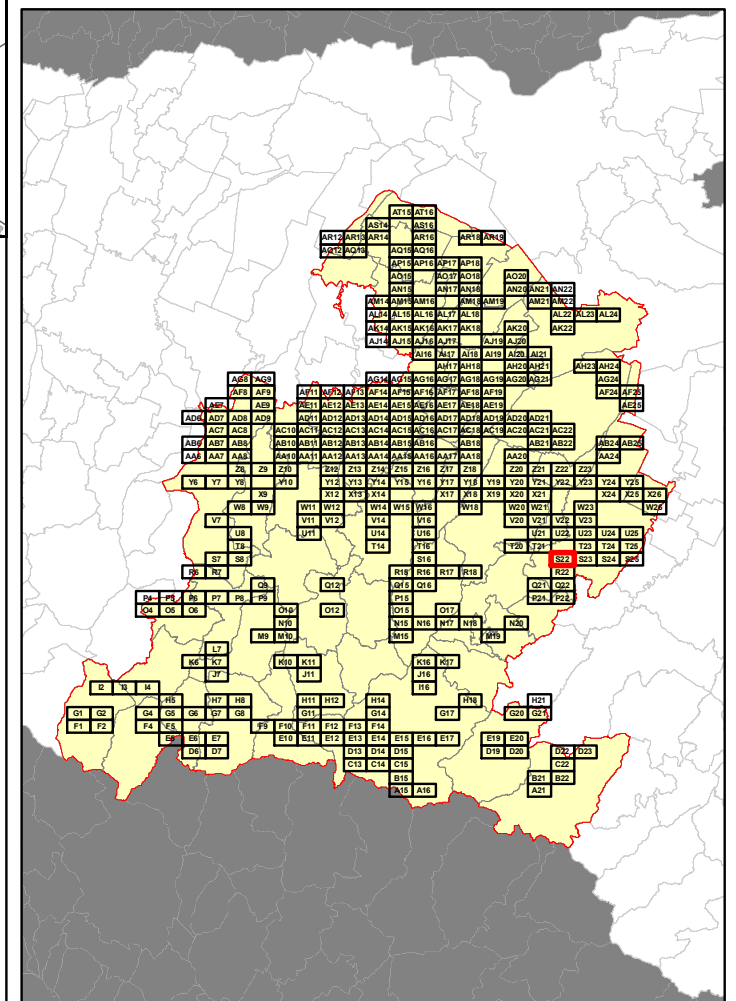 AT15 AT16
AS14 AS16
AR12 AR13 AR14 AR16 AR18 AR19
AQ12 AQ13 AQ15 AQ16
AP15 AP16 AP17 AP18
AO15 AO17 AO18 AO20
AN15 AN17 AN18 AN20 AN21 AN22
AM14 AM15 AM16 AM18 AM19 AM21 AM22
AL14 AL15 AL16 AL17 AL18 AL22 AL23 AL24
AK14 AK15 AK16 AK17 AK18 AK20 AK22
AJ14 AJ15 AJ16 AJ17 AJ19 AJ20
AI16 AI17 AI18 AI19 AI20 AI21
AH17 AH18 AH20 AH21 AH23 AH24
AG8 AG9 AG14 AG15 AG16 AG17 AG18 AG19 AG20 AG21 AG24
AF8 AF9 AF11 AF12 AF13 AF14 AF15 AF16 AF17 AF18 AF19 AF24 AF25
AE7 AE9 AE11 AE12 AE13 AE14 AE15 AE16 AE17 AE18 AE19 AE25
AD6 AD7 AD8 AD9 AD11 AD12 AD13 AD14 AD15 AD16 AD17 AD18 AD19 AD20 AD21
AC7 AC8 AC10 AC11 AC12 AC13 AC14 AC15 AC16 AC17 AC18 AC19 AC20 AC21 AC22
AB6 AB7 AB8 AB10 AB11 AB12 AB13 AB14 AB15 AB16 AB18 AB21 AB22 AB24 AB25
AA6 AA7 AA8 AA10 AA11 AA12 AA13 AA14 AA15 AA16 AA17 AA18 AA20 AA24
Z8 Z9 Z10 Z12 Z13 Z14 Z15 Z16 Z17 Z18 Z20 Z21 Z22 Z23
Y6 Y7 Y8 Y10 Y12 Y13 Y14 Y15 Y16 Y17 Y18 Y19 Y20 Y21 Y22 Y23 Y24 Y25
X9 X12 X13 X14 X17 X18 X19 X20 X21 X24 X25 X26
W8 W9 W11 W12 W14 W15 W16 W18 W20 W21 W23 W26
V7 V11 V12 V14 V16 V20 V21 V22 V23
U8 U11 U14 U16 U21 U22 U23 U24 U25
T8 T14 T16 T20 T21 T23 T24 T25
S7 S8 S16 S22 S23 S24 S25
R6 R7 R15 R16 R17 R18 R22
Q9 Q12 Q15 Q16 Q21 Q22
P4 P5 P6 P7 P8 P9 P15 P21 P22
O4 O5 O6 O10 O12 O15 O17
N10 N15 N16 N17 N18 N20
M9 M10 M15 M19
L7
K6 K7 K10 K11 K16 K17
J7 J11 J16
I2 I3 I4 I16
H5 H7 H8 H11 H12 H14 H18 H21
G1 G2 G4 G5 G6 G7 G8 G11 G14 G17 G20 G21
F1 F2 F4 F5 F9 F10 F11 F12 F13 F14
E5 E6 E7 E10 E11 E12 E13 E14 E15 E16 E17 E19 E20
D6 D7 D13 D14 D15 D19 D20 D22 D23
C13 C14 C15 C22
B15 B21 B22
A15 A16 A21